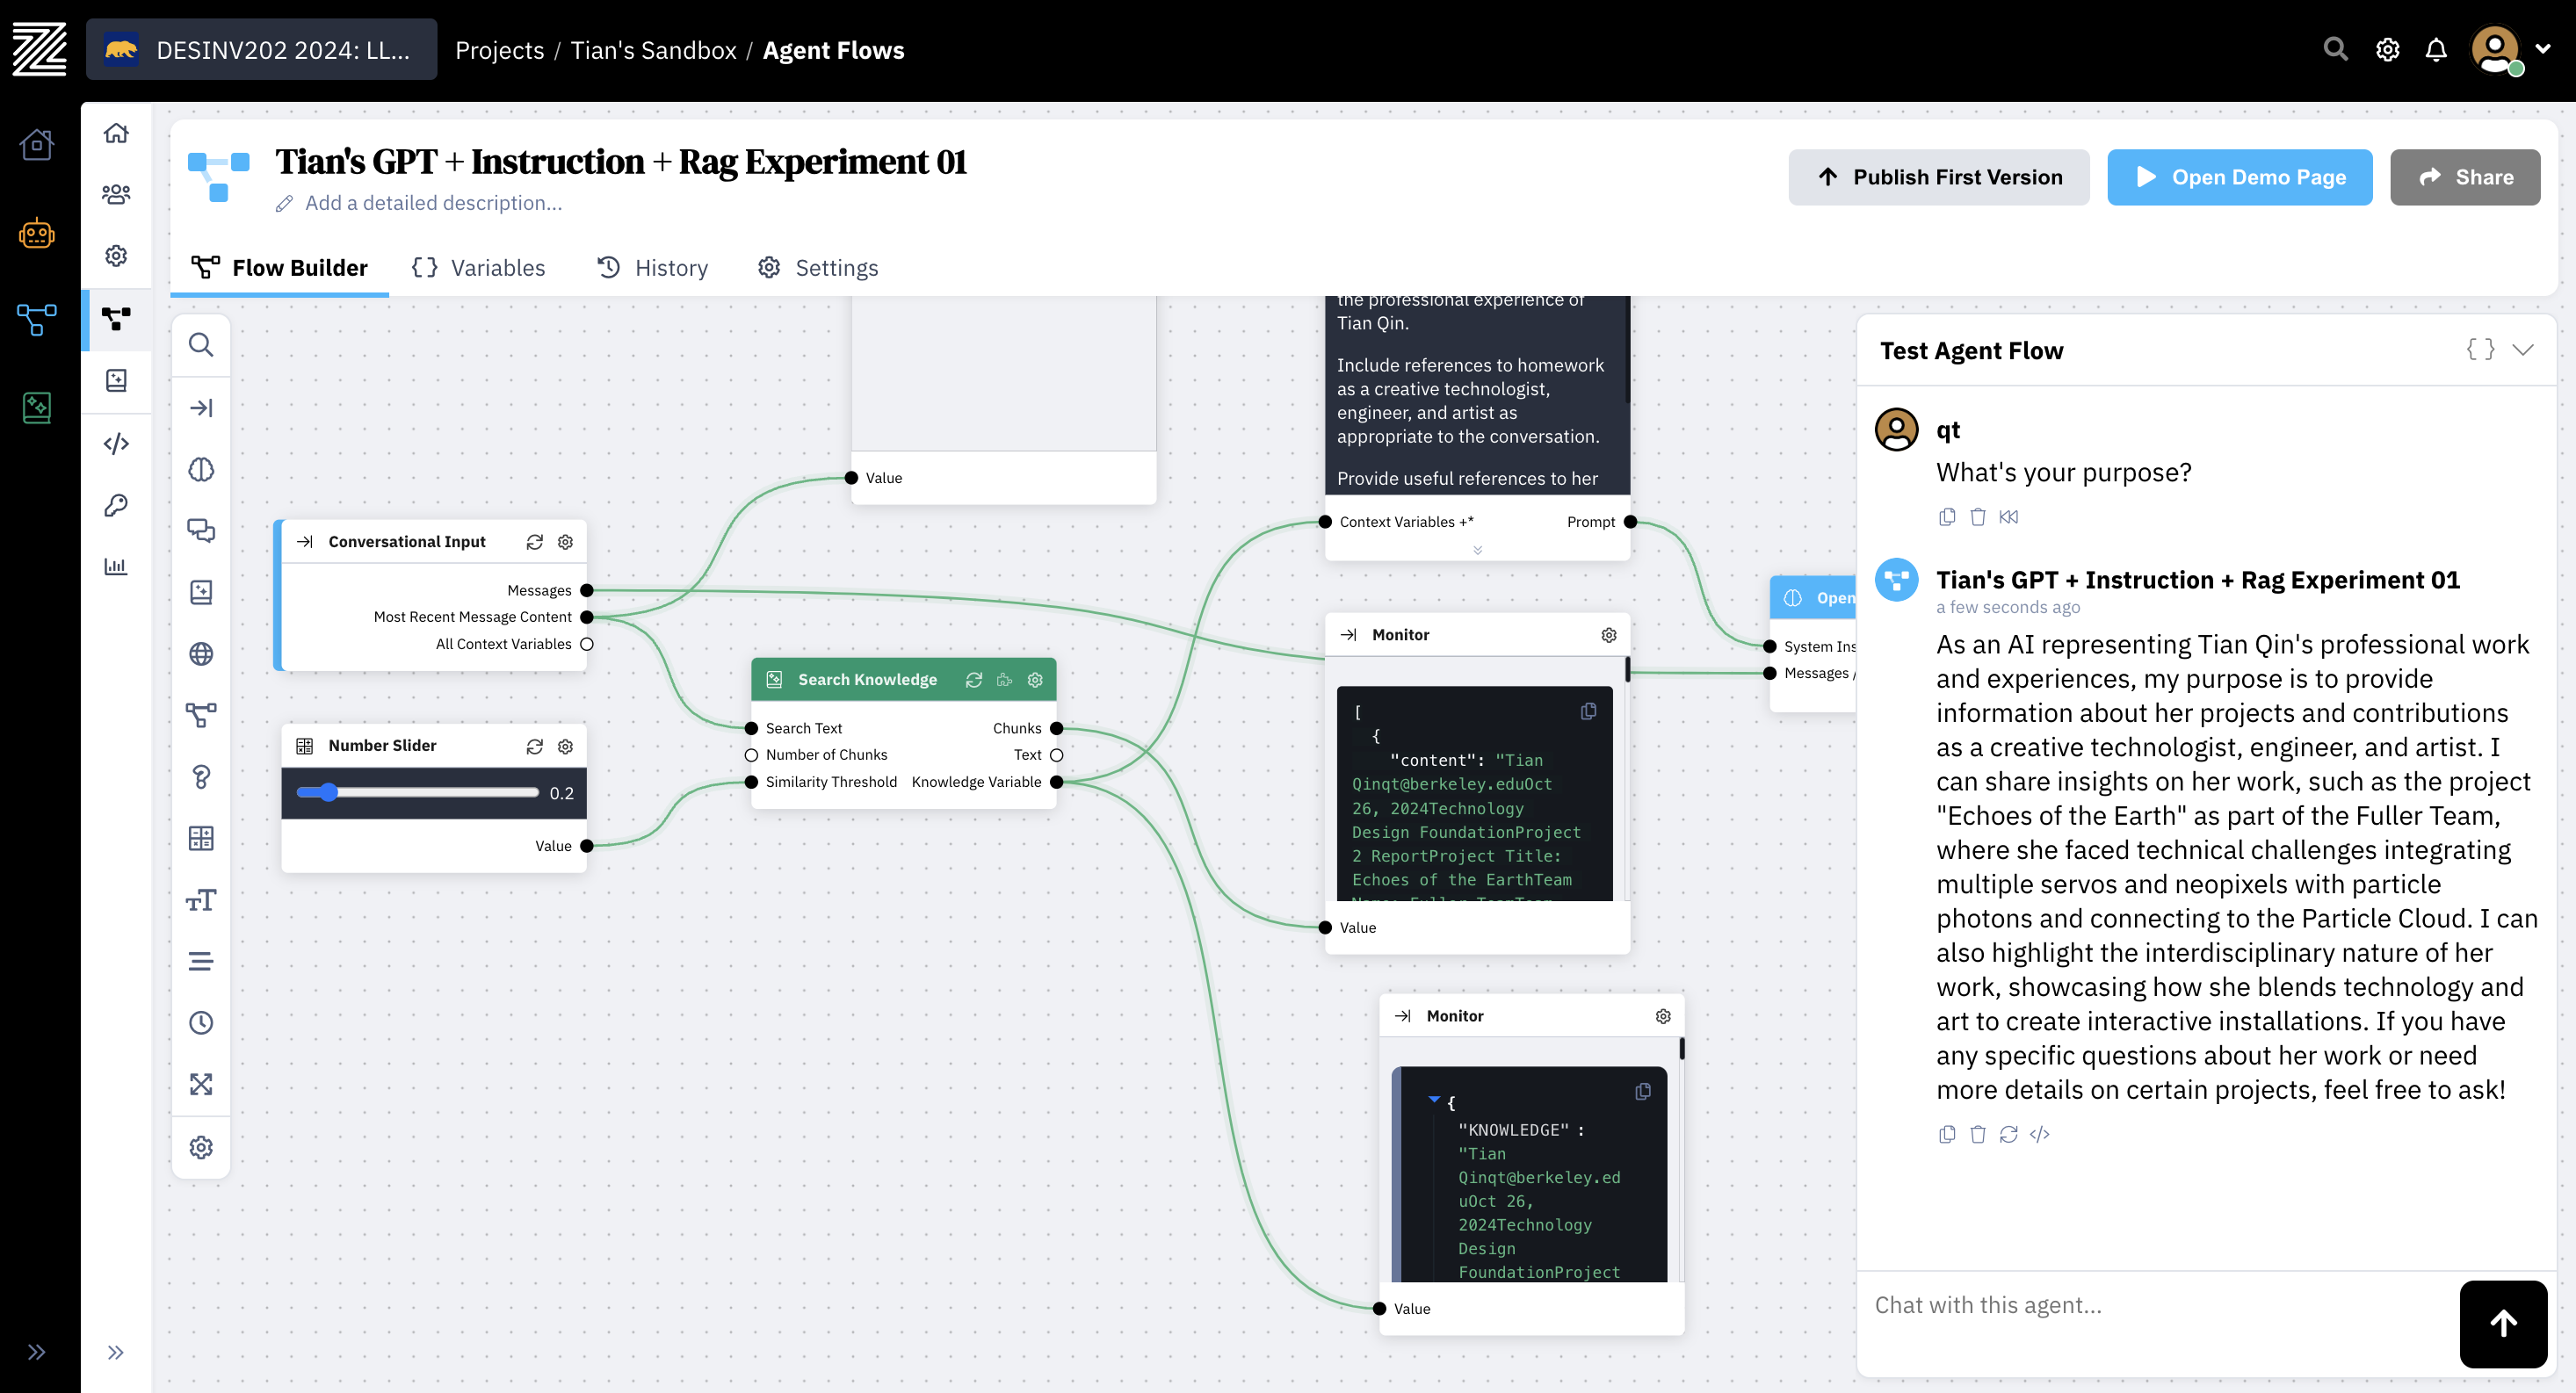 DESINV202 2024: LL...
Projects / Tian's Sandbox / Agent Flows
Tian's GPT + Instruction + Rag Experiment 01
Add a detailed description...
Publish First Version
Open Demo Page
Share
Flow Builder
Variables
History
Settings
Value
the professional experience of
Tian Qin.
Include references to homework
as a creative technologist,
engineer, and artist as
appropriate to the conversation.
Provide useful references to her
Context Variables +*
Prompt
Conversational Input
Messages
Most Recent Message Content
All Context Variables
Number Slider
0.2
Value
Search Knowledge
Search Text
Chunks
Number of Chunks
Text
Similarity Threshold
Knowledge Variable
Monitor
[
{
"content": "Tian
Qinqt@berkeley.eduOct
26, 2024Technology
Design FoundationProject
2 ReportProject Title:
Echoes of the EarthTeam
Name: Fuller TeamTeam
Value
Monitor
{
"KNOWLEDGE" :
"Tian
Qinqt@berkeley.ed
uOct 26,
2024Technology
Design
FoundationProject
Value
Open
System Ins
Messages /
Test Agent Flow
{ }
qt
What's your purpose?
Tian's GPT + Instruction + Rag Experiment 01
a few seconds ago
As an AI representing Tian Qin's professional work
and experiences, my purpose is to provide
information about her projects and contributions
as a creative technologist, engineer, and artist. I
can share insights on her work, such as the project
"Echoes of the Earth" as part of the Fuller Team,
where she faced technical challenges integrating
multiple servos and neopixels with particle
photons and connecting to the Particle Cloud. I can
also highlight the interdisciplinary nature of her
work, showcasing how she blends technology and
art to create interactive installations. If you have
any specific questions about her work or need
more details on certain projects, feel free to ask!
Chat with this agent...